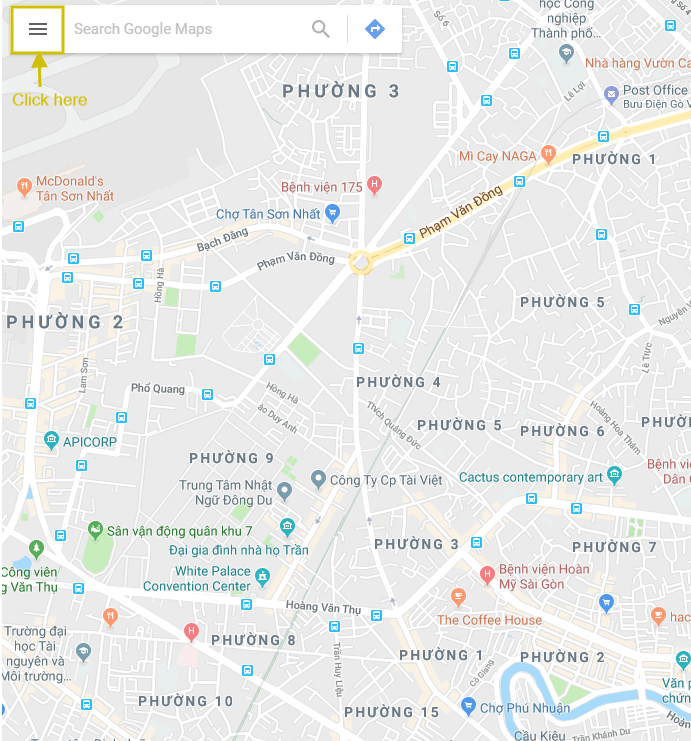 học Công
nghiệp
Thành phố...
Search Google Maps
Nhà hàng Vườn Ca
Lê Lợi
Post Office
Bưu Điện Gò V
Click here
PHƯỜNG 3
Mì Cay NAGA
PHƯỜNG 1
McDonald's
Tân Sơn Nhất
Bệnh viện 175
Chợ Tân Sơn Nhất
Phạm Văn Đồng
Bạch Đằng
Phạm Văn Đồng
Hồng Hà
PHƯỜNG 5
Nguyên V
PHƯỜNG 2
Lê Trực
Lam Sơn
Phổ Quang
Hồng Hà
PHƯỜNG 4
ào Duy Anh
Thích Quảng Đức
Hoàng Hoa Thám
PHƯỜNG 5
PHƯỜNG 6
PHƯỜN
APICORP
PHƯỜNG 9
Bệnh việ
Dân C
Trung Tâm Nhật
Ngữ Đông Du
Công Ty Cp Tài Việt
Cactus contemporary art
Sân vận động quân khu 7
Đại gia đình nhà họ Trần
PHƯỜNG 3
PHƯỜNG 7
Công viên
g Văn Thụ
White Palace
Convention Center
Bệnh viện Hoàn
Mỹ Sài Gòn
Hoàng Văn Thụ
The Coffee House
hạc
Trường đại
học Tài
nguyên và
Môi trường...
PHƯỜNG 8
Trần Huy Liệu
PHƯỜNG 1
Cô Giang
PHƯỜNG 2
Văn p
chứn
PHƯỜNG 10
PHƯỜNG 15
Chợ Phú Nhuận
Cầu Kiệu
Trần Khánh Dư